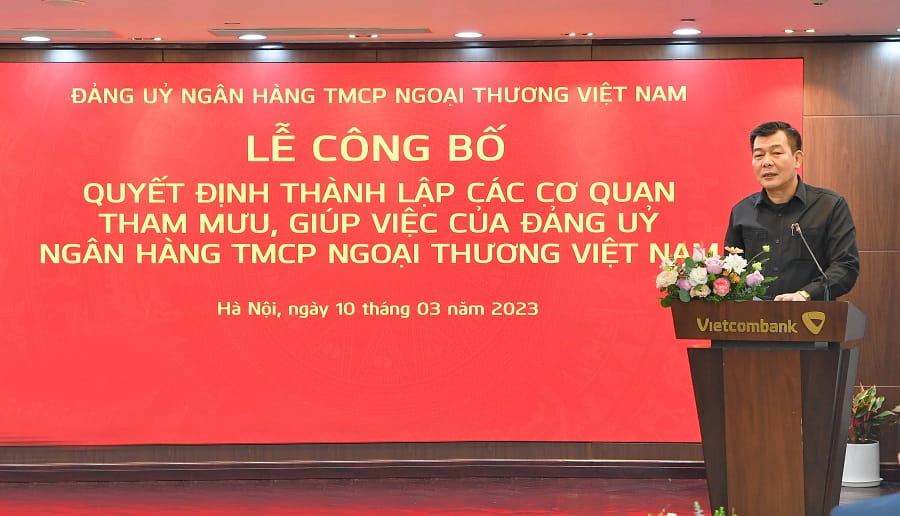 ĐẢNG UỶ NGÂN HÀNG TMCP NGOẠI THƯƠNG VIỆT NAM
LỄ CÔNG BỐ
QUYẾT ĐỊNH THÀNH LẬP CÁC CƠ QUAN
THAM MƯU, GIÚP VIỆC CỦA ĐẢNG UỶ
NGÂN HÀNG TMCP NGOẠI THƯƠNG VIỆT NAM
Hà Nội, ngày 10 tháng 03 năm 2023
Vietcombank